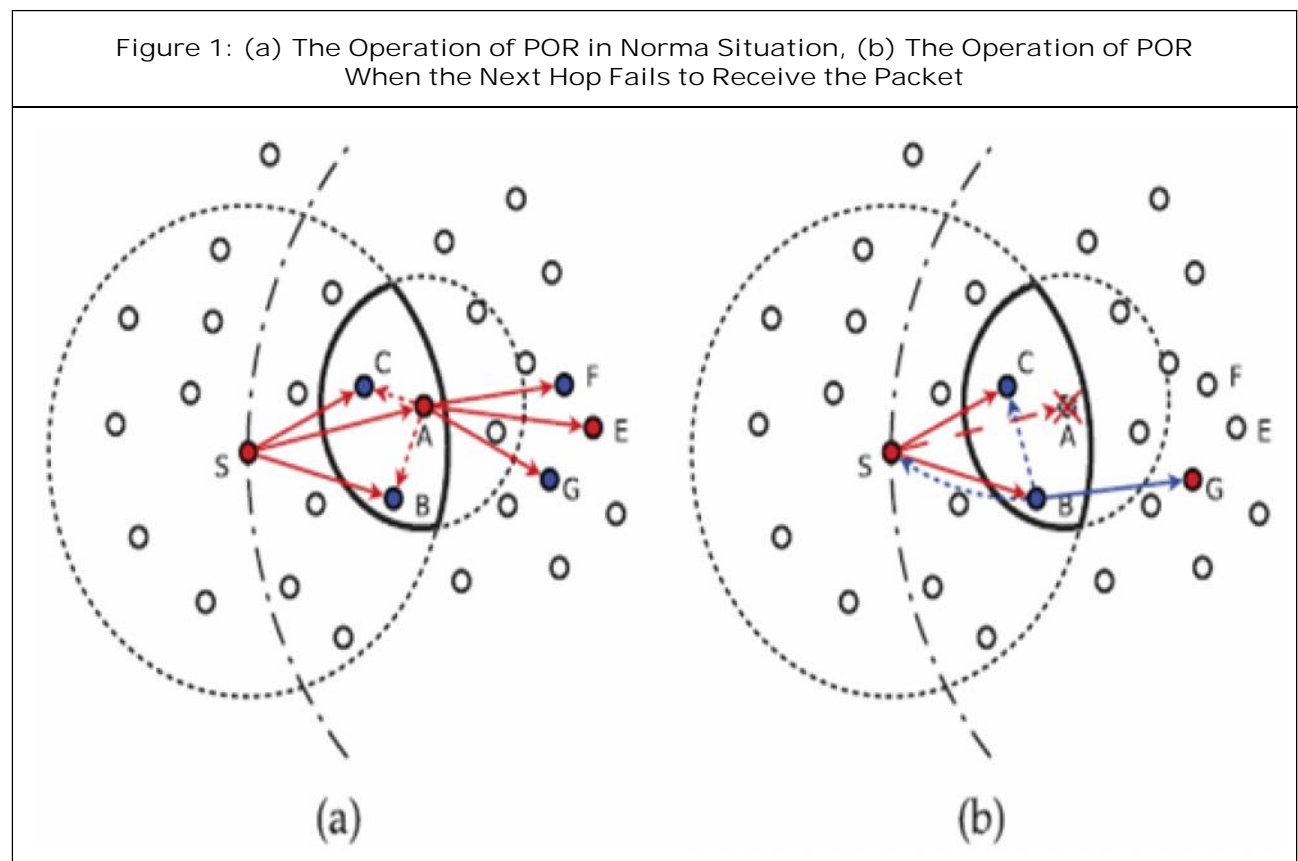 Figure 1: (a) The Operation of POR in Norma Situation, (b) The Operation of POR
When the Next Hop Fails to Receive the Packet
C
F
A
E
S
B
G
(a)
C
F
A
E
S
B
G
(b)